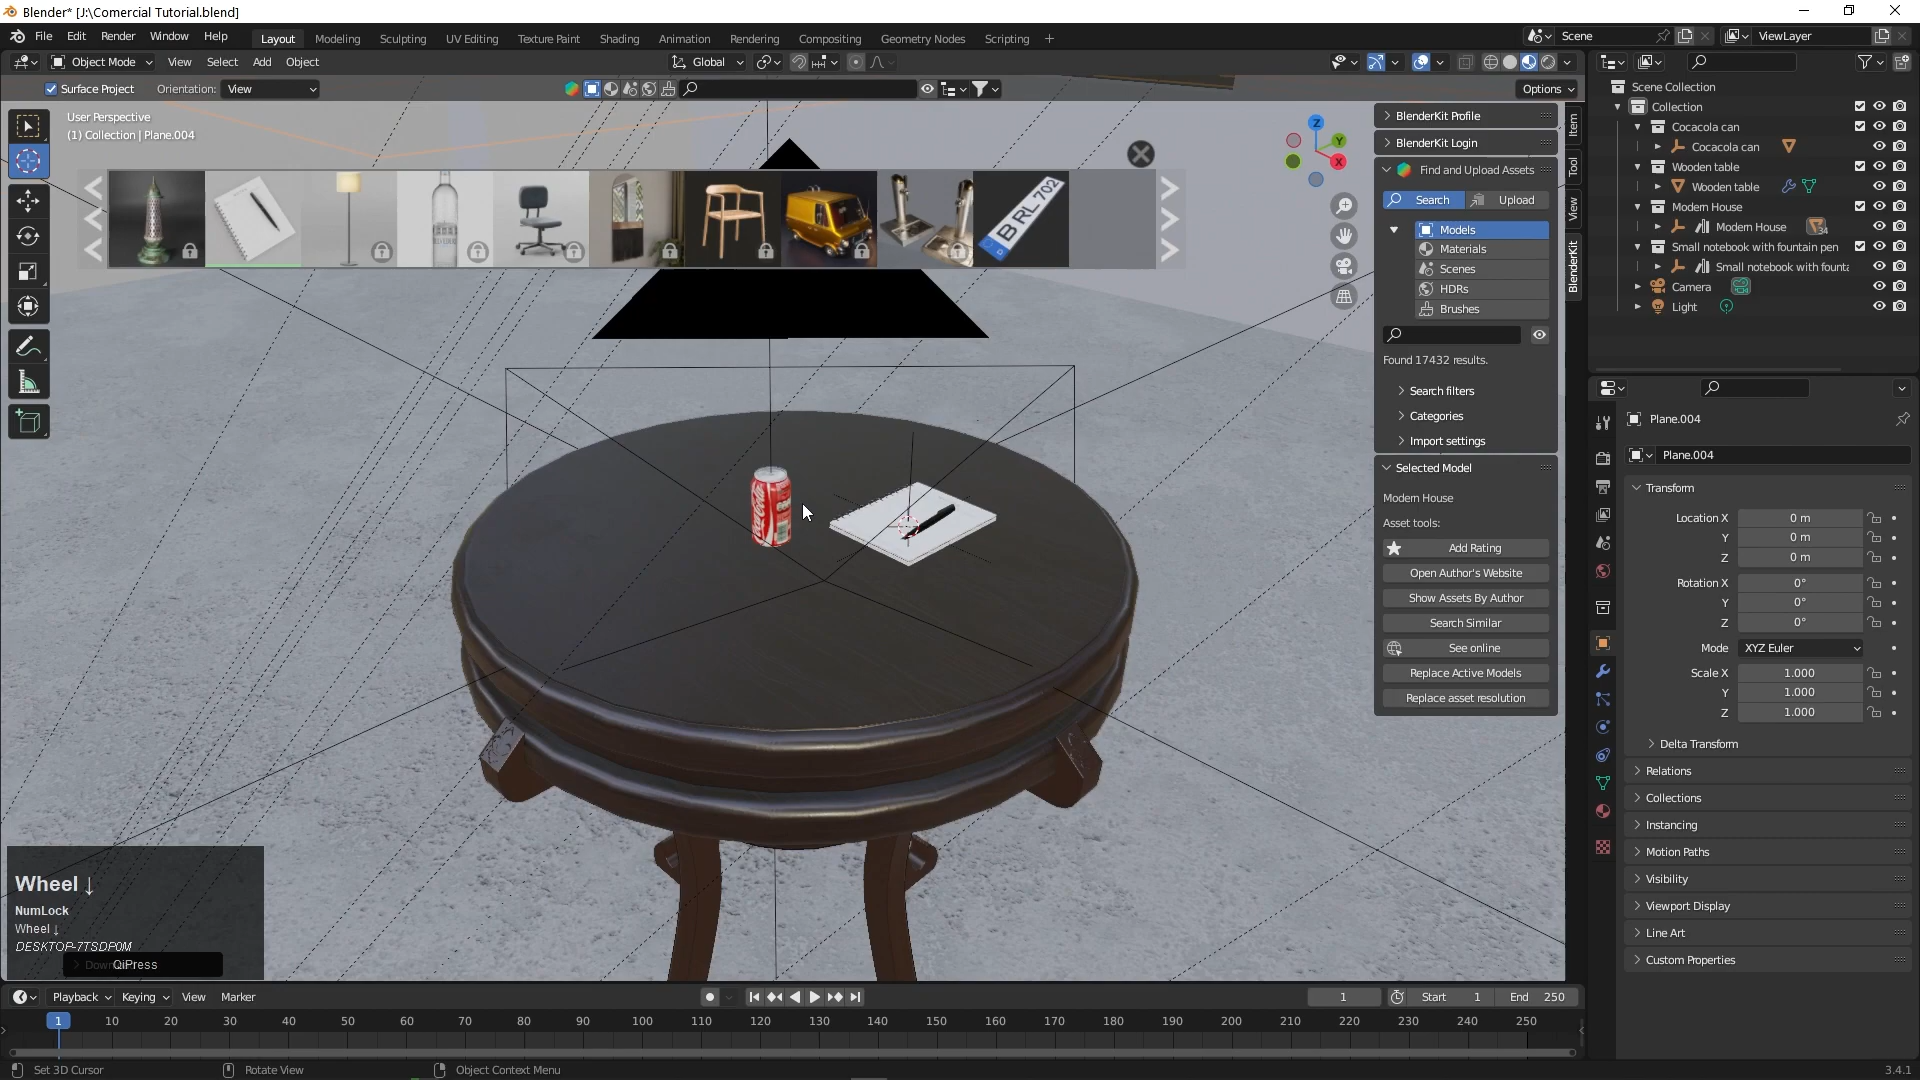 Blender* [J:\Comercial Tutorial.blend]
File Edit Render Window Help Layout Modeling Sculpting UV Editing Texture Paint Shading Animation Rendering Compositing Geometry Nodes Scripting + Scene ViewLayer
Object Mode View Select Add Object Global
Surface Project Orientation: View Options
User Perspective
(1) Collection | Plane.004
Z
Y
X
BRL·702
BlenderKit Profile
BlenderKit Login
Find and Upload Assets
Search Upload
Models
Materials
Scenes
HDRs
Brushes
Found 17432 results.
Search filters
Categories
Import settings
Selected Model
Modern House
Asset tools:
Add Rating
Open Author's Website
Show Assets By Author
Search Similar
See online
Replace Active Models
Replace asset resolution
Item
Tool
View
BlenderKit
Scene Collection
Collection
Cocacola can
Cocacola can
Wooden table
Wooden table
Modern House
Modern House 34
Small notebook with fountain pen
Small notebook with founta
Camera
Light
Plane.004
Plane.004
Transform
Location X 0 m
Y 0 m
Z 0 m
Rotation X 0°
Y 0°
Z 0°
Mode XYZ Euler
Scale X 1.000
Y 1.000
Z 1.000
Delta Transform
Relations
Collections
Instancing
Motion Paths
Visibility
Viewport Display
Line Art
Custom Properties
Wheel ↓
NumLock
Wheel ↓
DESKTOP-7TSDP0M
QiPress
Playback Keying View Marker 1 Start 1 End 250
1 10 20 30 40 50 60 70 80 90 100 110 120 130 140 150 160 170 180 190 200 210 220 230 240 250
Set 3D Cursor Rotate View Object Context Menu 3.4.1